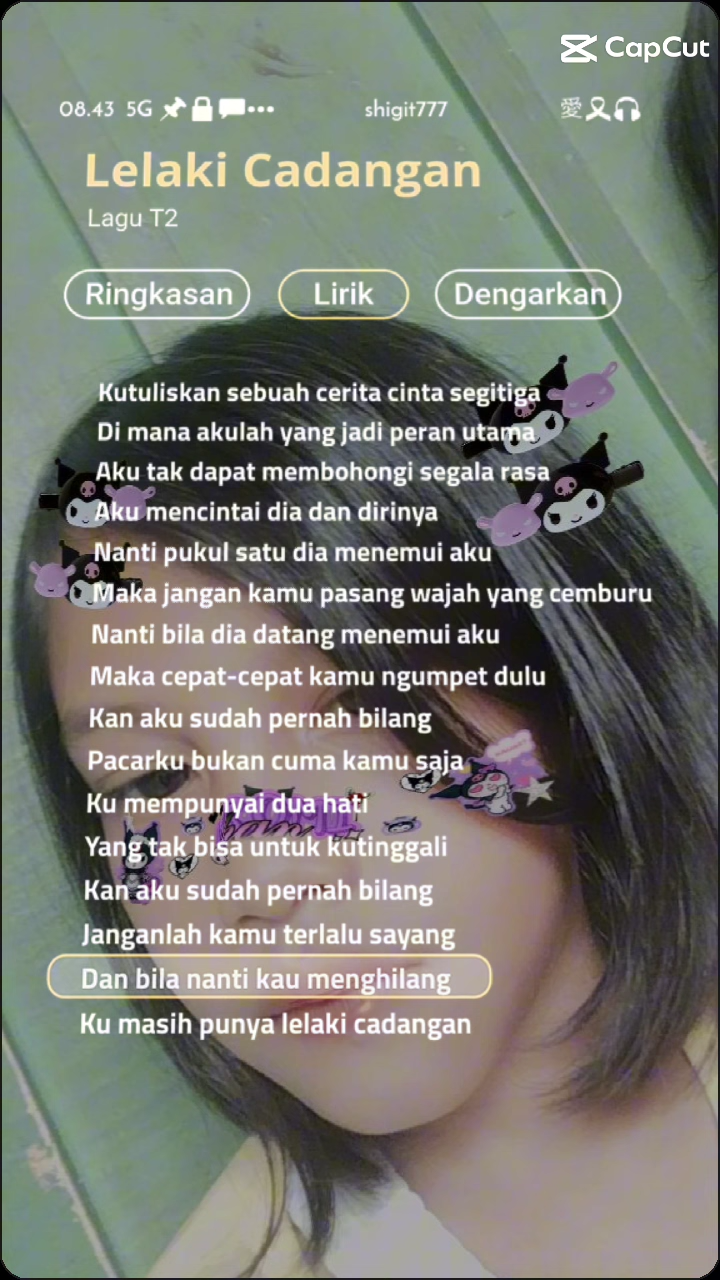 CapCut
08.43 5G
shigit777
愛
Lelaki Cadangan
Lagu T2
Ringkasan Lirik Dengarkan
Kutuliskan sebuah cerita cinta segitiga
Di mana akulah yang jadi peran utama
Aku tak dapat membohongi segala rasa
Aku mencintai dia dan dirinya
Nanti pukul satu dia menemui aku
Maka jangan kamu pasang wajah yang cemburu
Nanti bila dia datang menemui aku
Maka cepat-cepat kamu ngumpet dulu
Kan aku sudah pernah bilang
Pacarku bukan cuma kamu saja
Ku mempunyai dua hati
Yang tak bisa untuk kutinggali
Kan aku sudah pernah bilang
Janganlah kamu terlalu sayang
Dan bila nanti kau menghilang
Ku masih punya lelaki cadangan